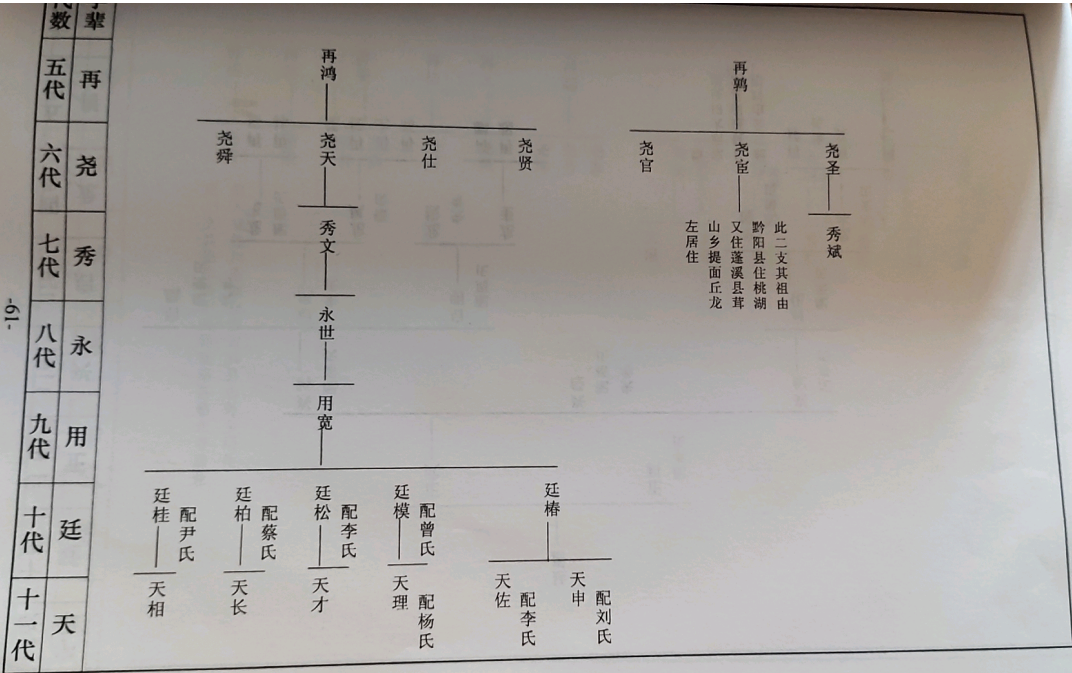 代数 字辈
五代 再
六代 尧
七代 秀
八代 永
九代 用
十代 廷
十一代 天
-61-
再鸿
尧舜
尧天
尧仕
尧贤
秀文
永世
用宽
廷桂
配尹氏
廷柏
配蔡氏
廷松
配李氏
廷模
配曾氏
廷椿
天相
天长
天才
天理
配杨氏
天佐
配李氏
天申
配刘氏
再鹑
尧官
尧宦
尧圣
秀斌
此二支其祖由
黔阳县住桃湖
又住蓬溪县茸
山乡提面丘龙
左居住